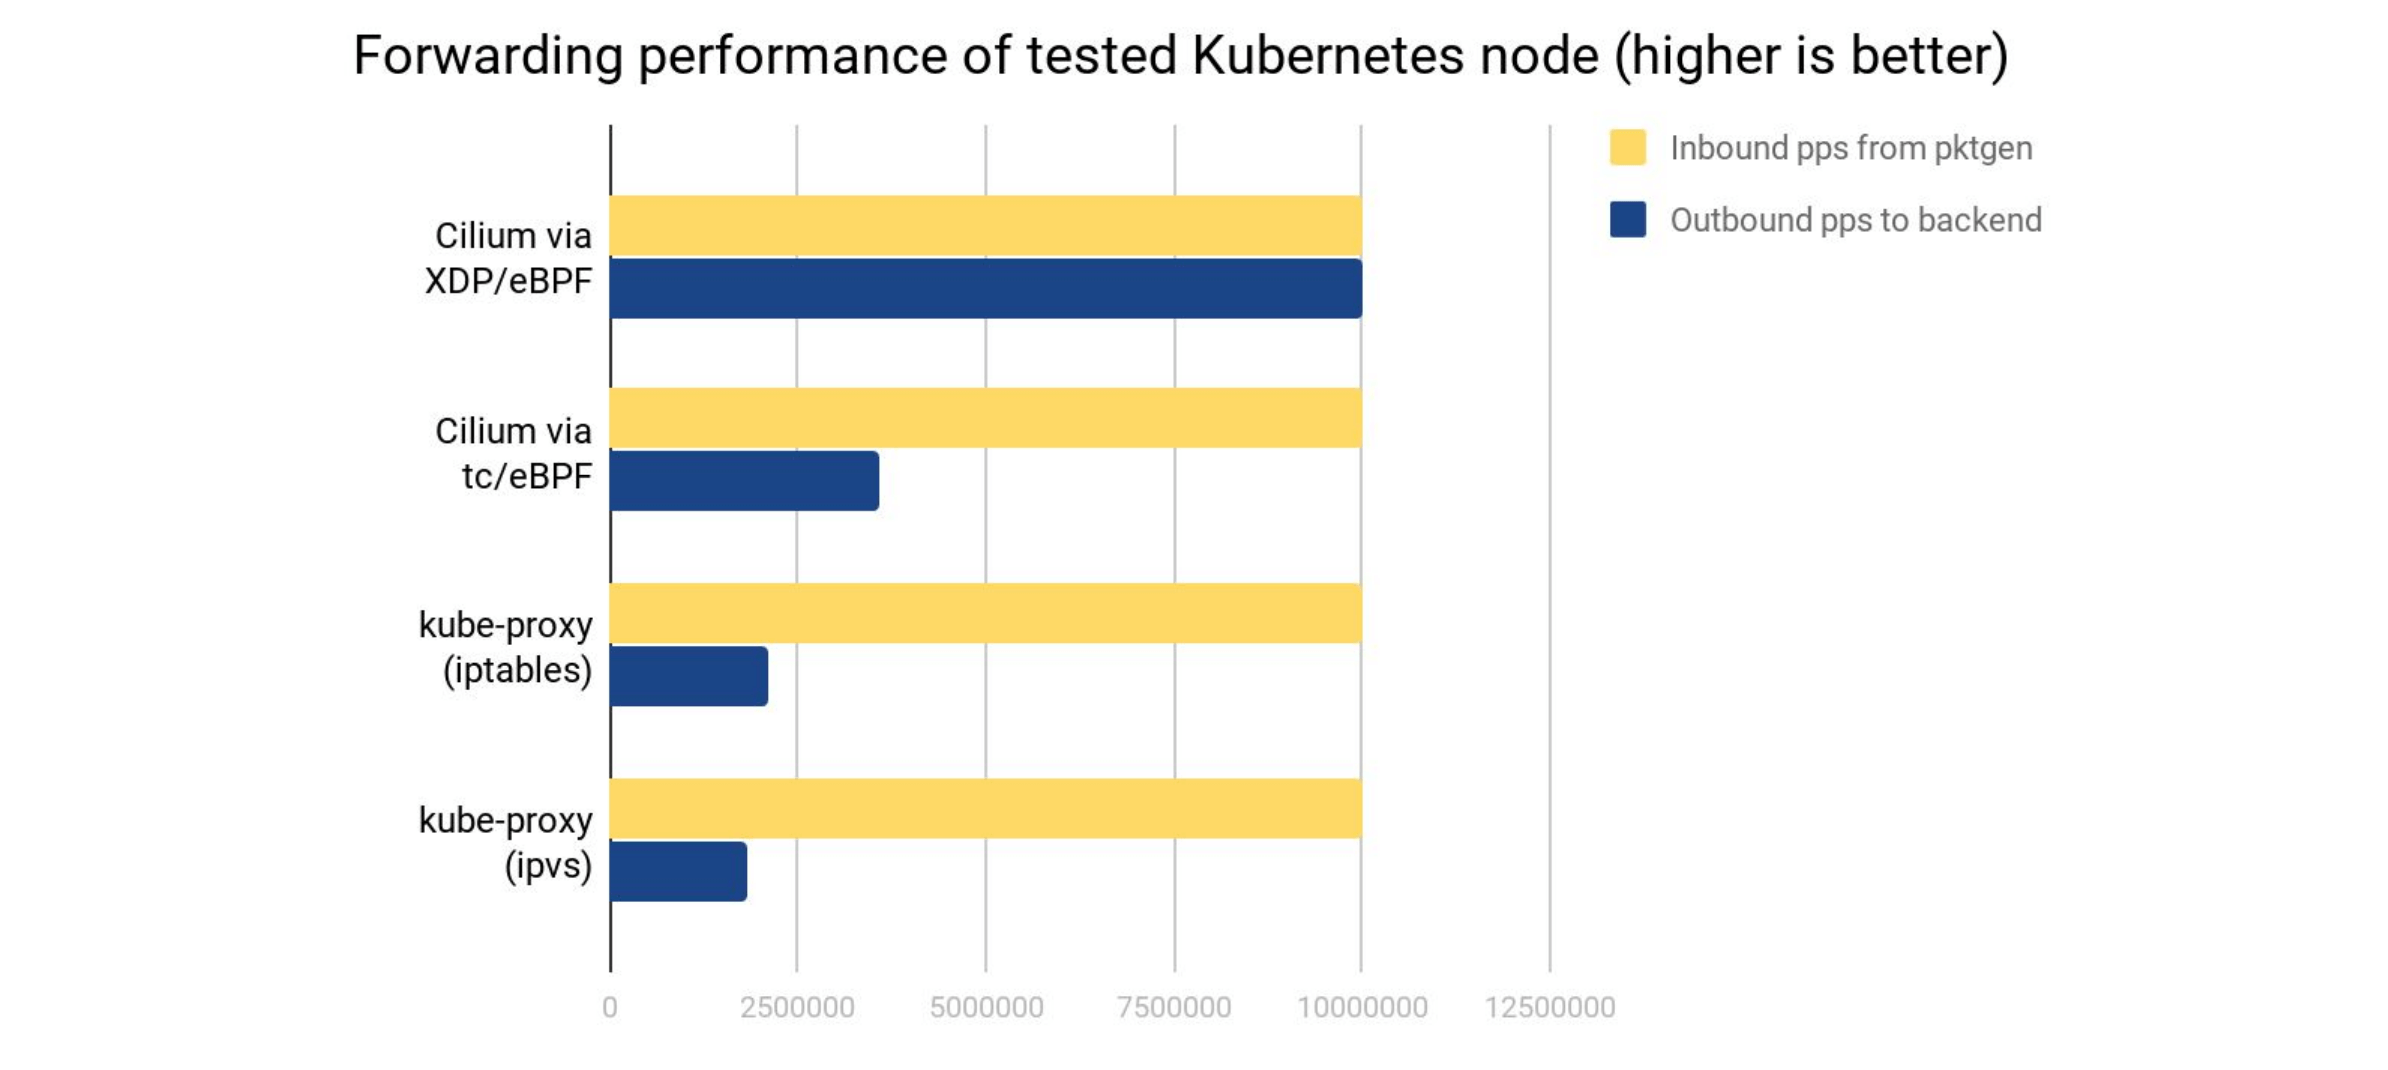 Forwarding performance of tested Kubernetes node (higher is better)
Inbound pps from pktgen
Outbound pps to backend
Cilium via
XDP/eBPF
Cilium via
tc/eBPF
kube-proxy
(iptables)
kube-proxy
(ipvs)
0 2500000 5000000 7500000 10000000 12500000